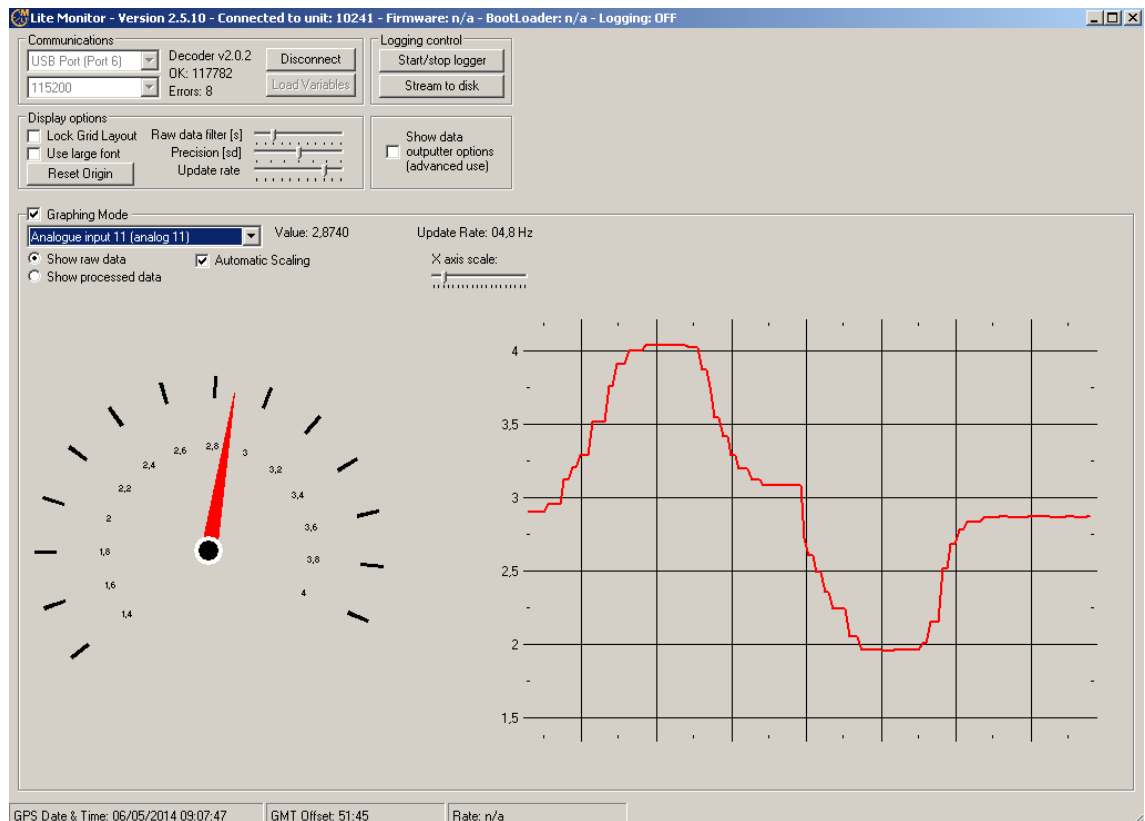 Lite Monitor - Version 2.5.10 - Connected to unit: 10241 - Firmware: n/a - BootLoader: n/a - Logging: OFF
Communications
USB Port (Port 6)
115200
Decoder v2.0.2
OK: 117782
Errors: 8
Disconnect
Load Variables
Logging control
Start/stop logger
Stream to disk
Display options
Lock Grid Layout
Use large font
Reset Origin
Raw data filter [s]
Precision [sd]
Update rate
Show data
outputter options
(advanced use)
Graphing Mode
Analogue input 11 (analog 11)
Value: 2,8740
Update Rate: 04,8 Hz
Show raw data
Show processed data
Automatic Scaling
X axis scale:
1,4
1,6
1,8
2
2,2
2,4
2,6
2,8
3
3,2
3,4
3,6
3,8
4
4
3,5
3
2,5
2
1,5
GPS Date & Time: 06/05/2014 09:07:47
GMT Offset: 51:45
Rate: n/a